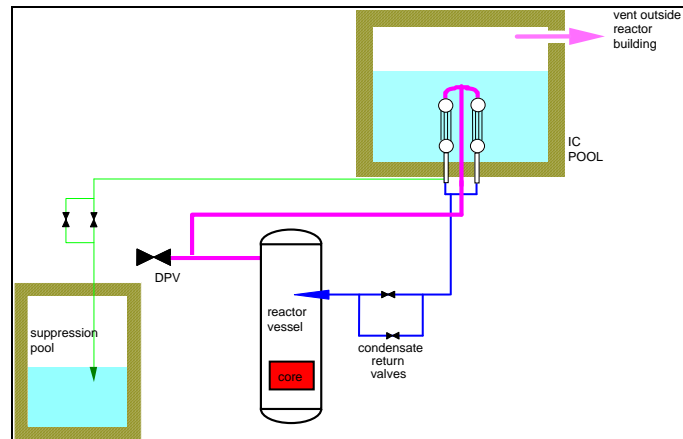 vent outside
reactor
building
IC
POOL
DPV
suppression
pool
reactor
vessel
condensate
return
valves
core